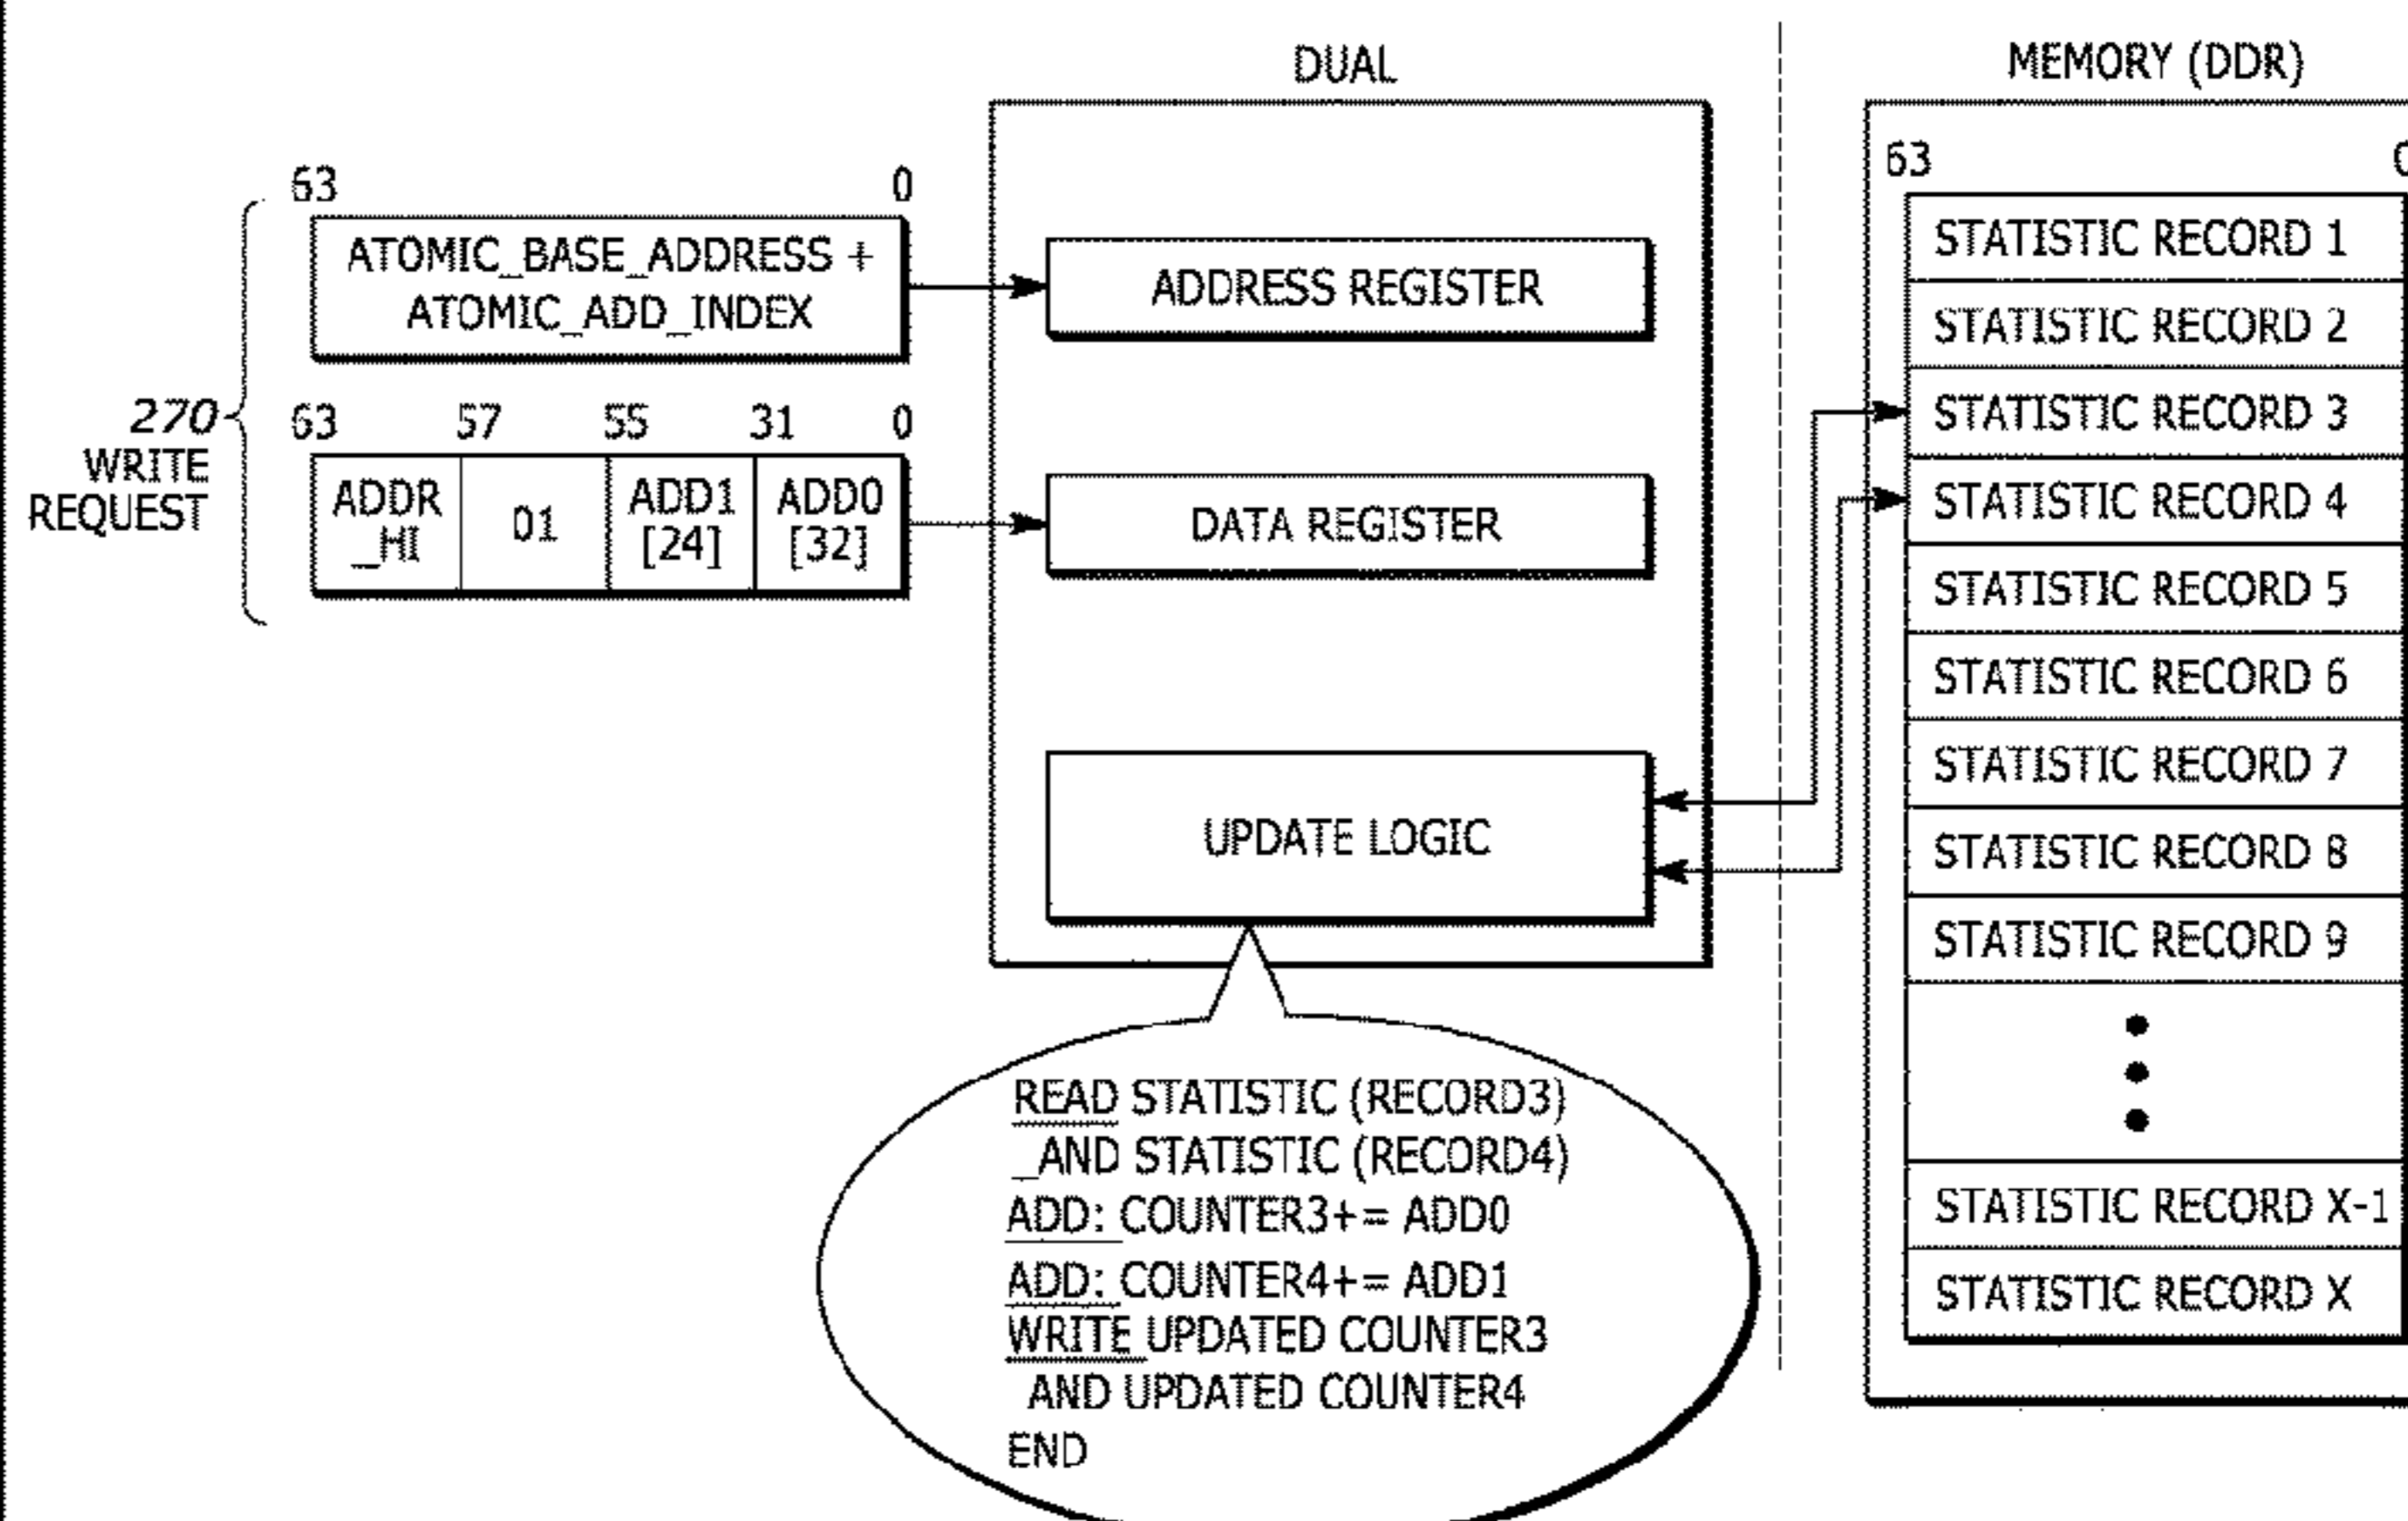 DUAL
MEMORY (DDR)
63 0
ATOMIC_BASE_ADDRESS +
ATOMIC_ADD_INDEX
270
WRITE
REQUEST
63 57 55 31 0
ADDR
_HI
01
ADD1
[24]
ADD0
[32]
ADDRESS REGISTER
DATA REGISTER
UPDATE LOGIC
READ STATISTIC (RECORD3)
_AND STATISTIC (RECORD4)
ADD: COUNTER3+= ADD0
ADD: COUNTER4+= ADD1
WRITE UPDATED COUNTER3
AND UPDATED COUNTER4
END
63 0
STATISTIC RECORD 1
STATISTIC RECORD 2
STATISTIC RECORD 3
STATISTIC RECORD 4
STATISTIC RECORD 5
STATISTIC RECORD 6
STATISTIC RECORD 7
STATISTIC RECORD 8
STATISTIC RECORD 9
STATISTIC RECORD X-1
STATISTIC RECORD X